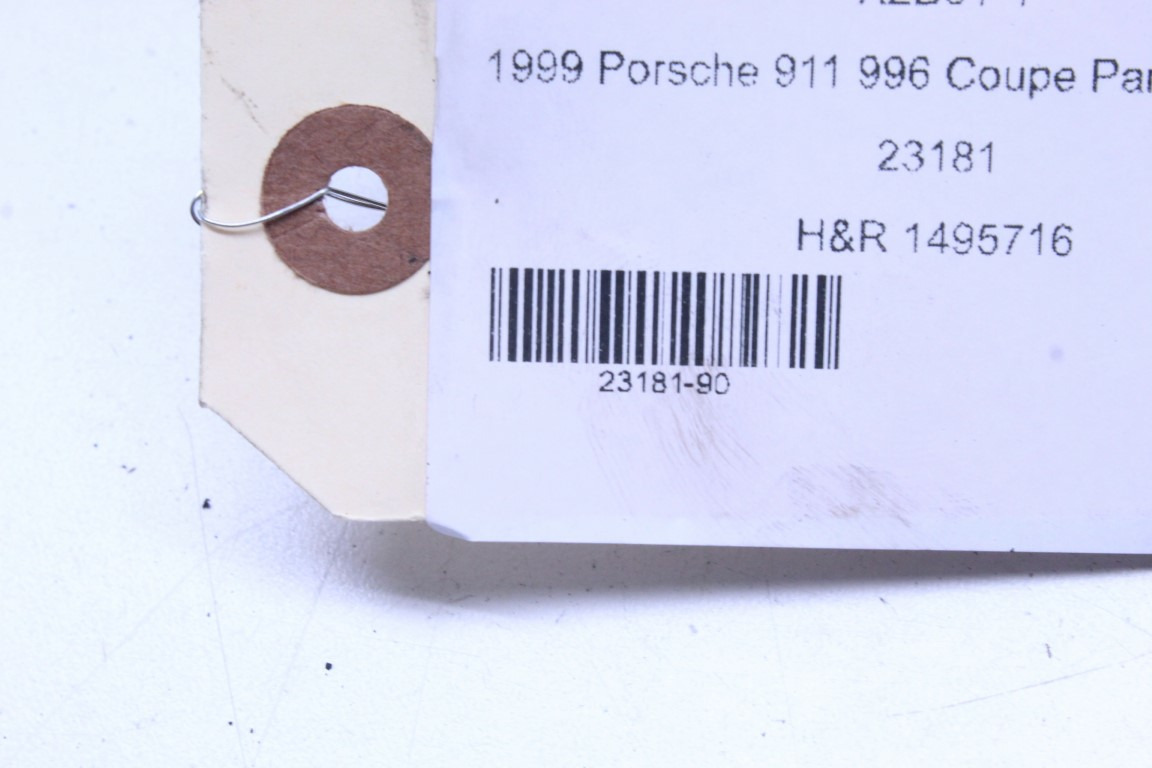 1999 Porsche 911 996 Coupe
23181
H&R 1495716
23181-90